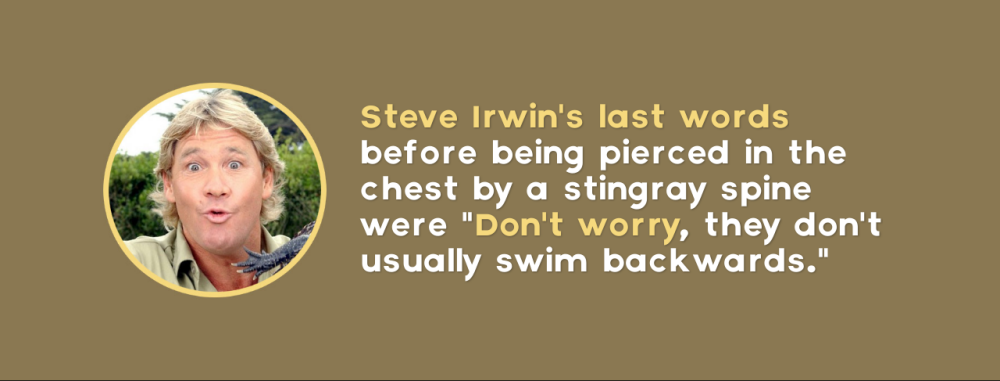 Steve Irwin's last words
before being pierced in the
chest by a stingray spine
were "Don't worry, they don't
usually swim backwards."